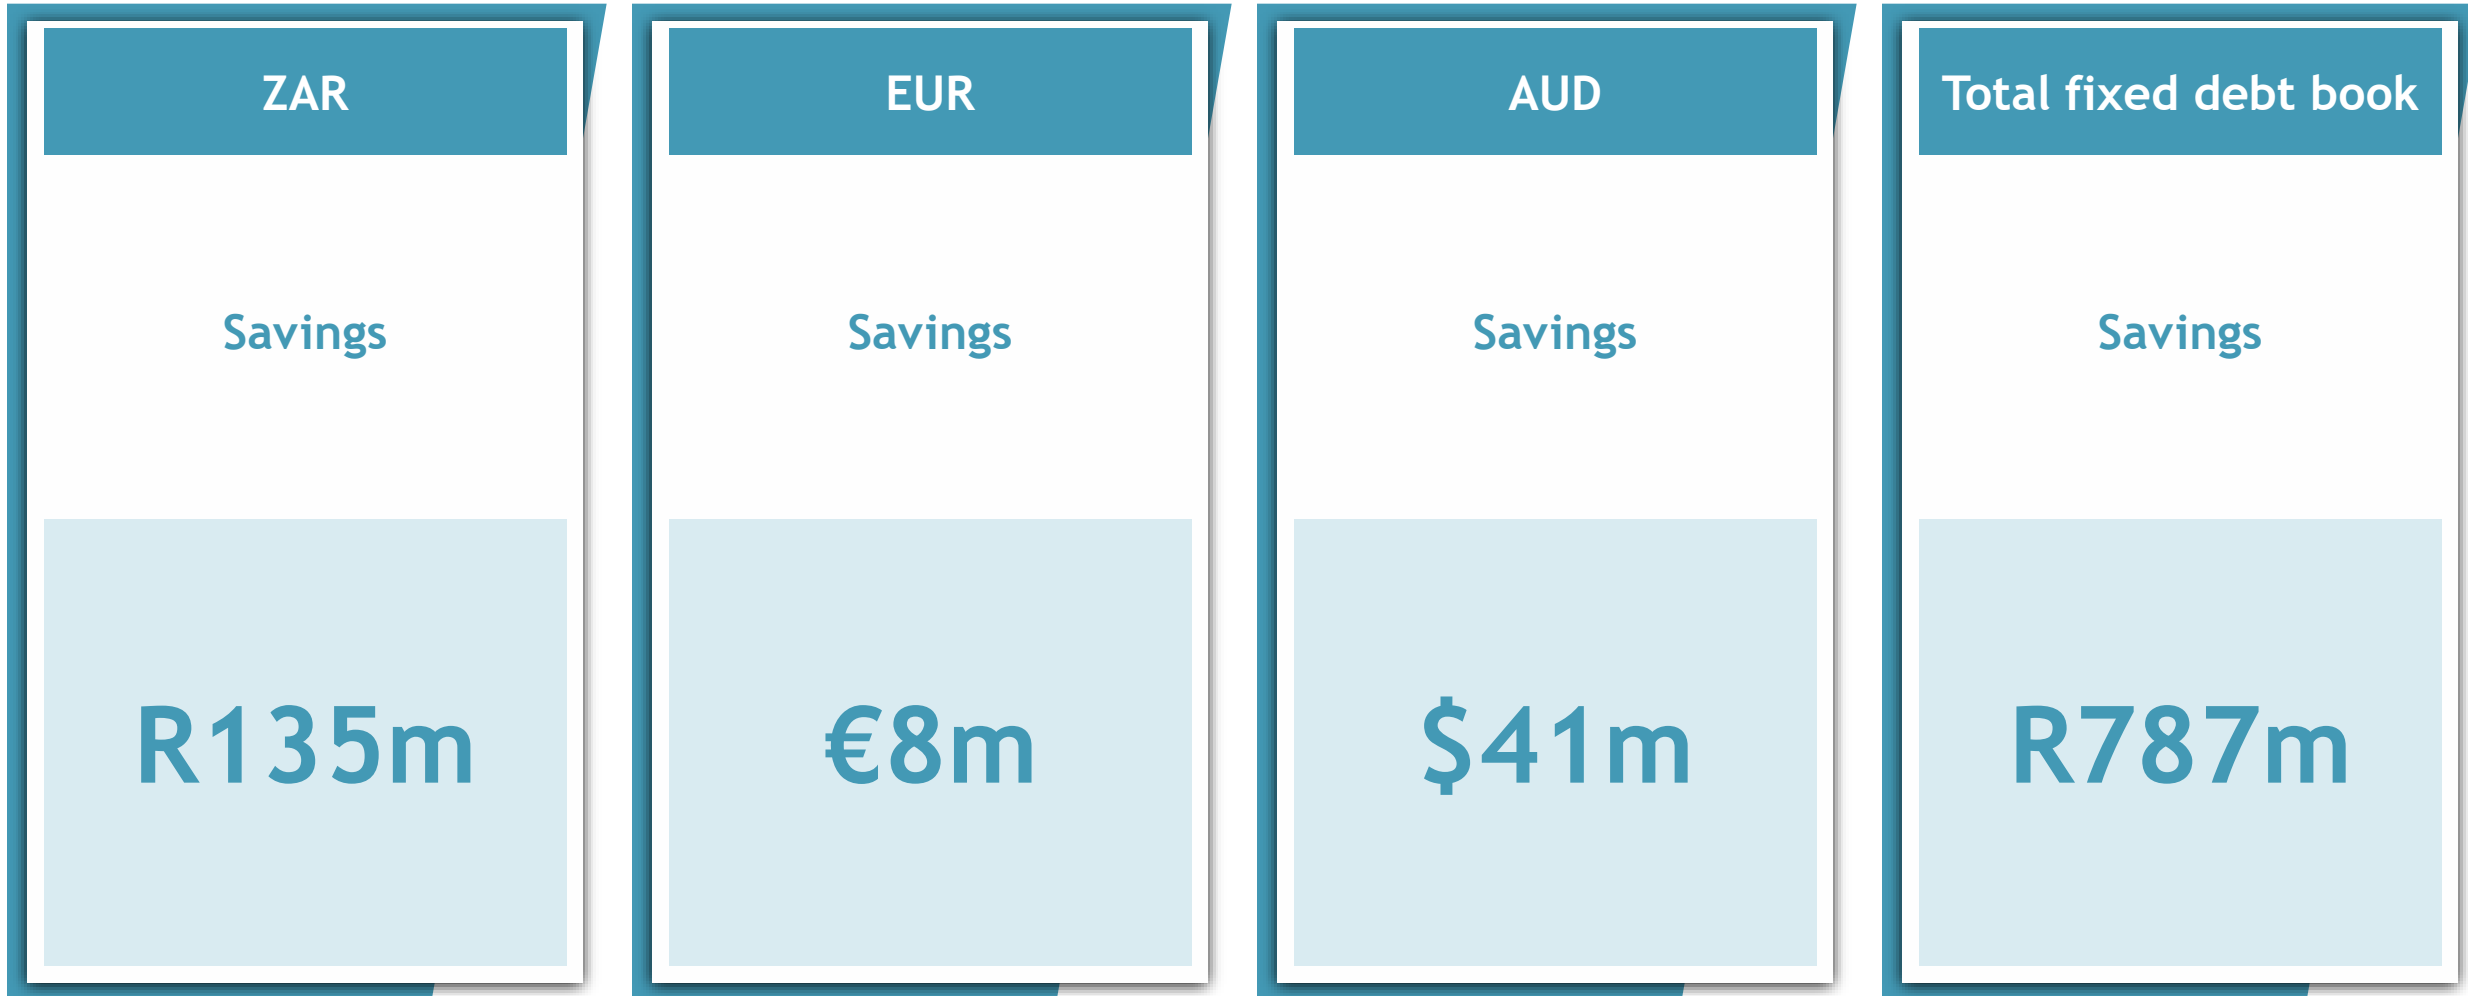 ZAR
Savings
R135m
EUR
Savings
€8m
AUD
Savings
$41m
Total fixed debt book
Savings
R787m